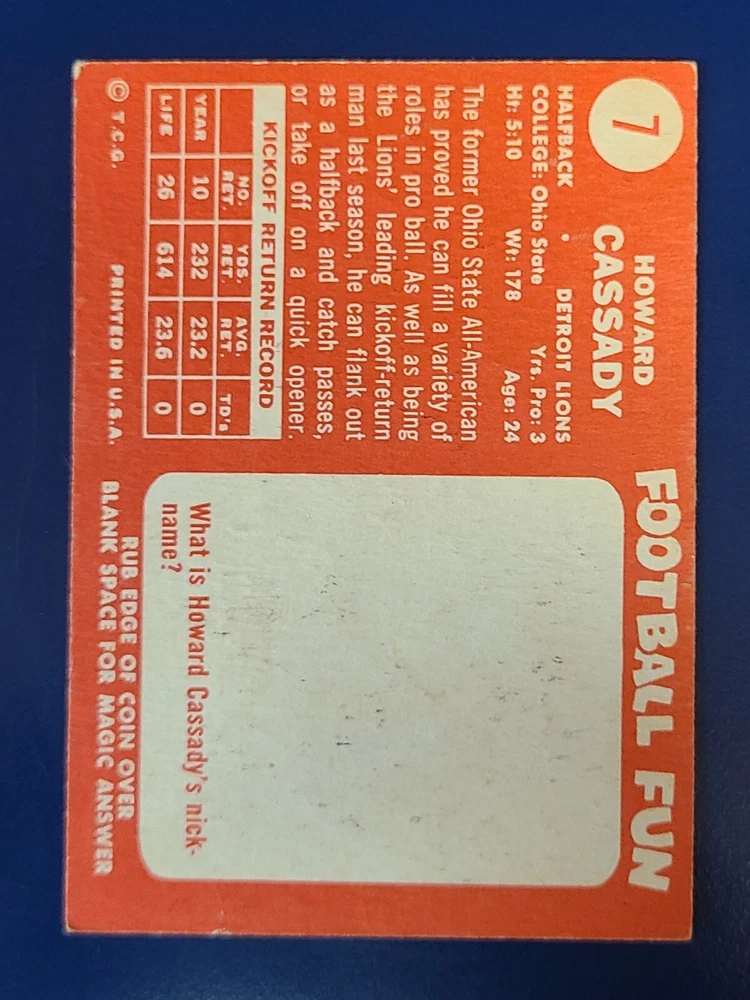 7
HOWARD
CASSADY
HALFBACK DETROIT LIONS
COLLEGE: Ohio State Yrs. Pro: 3
Ht: 5:10 Wt: 178 Age: 24
The former Ohio State All-American
has proved he can fill a variety of
roles in pro ball. As well as being
the Lions' leading kickoff-return
man last season, he can flank out
as a halfback and catch passes,
or take off on a quick opener.
KICKOFF RETURN RECORD
NO. RET. YDS. RET. AVG. RET. TD's
YEAR 10 232 23.2 0
LIFE 26 614 23.6 0
© T.C.G. PRINTED IN U.S.A.
FOOTBALL FUN
What is Howard Cassady's nick-
name?
RUB EDGE OF COIN OVER
BLANK SPACE FOR MAGIC ANSWER